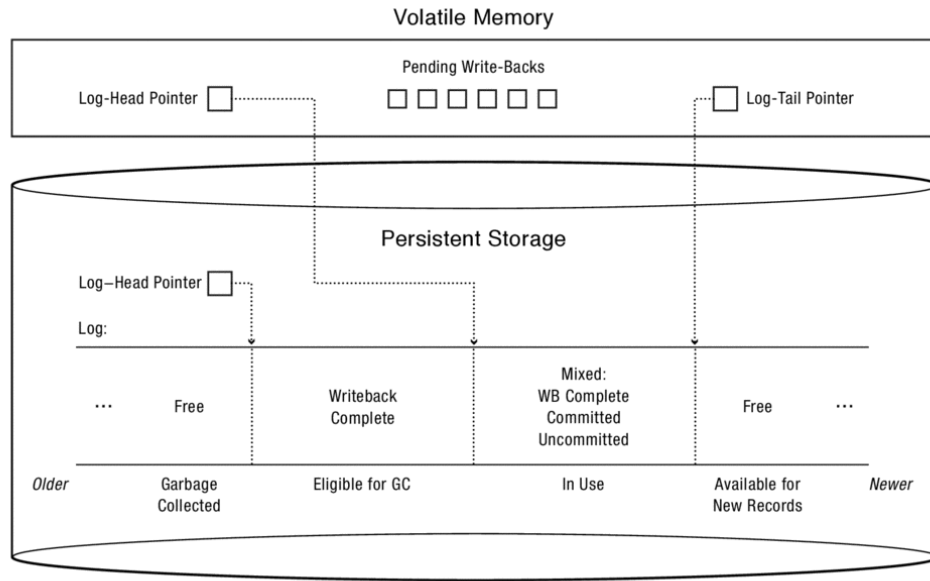 Volatile Memory
Pending Write-Backs
Log-Head Pointer
Log-Tail Pointer
Persistent Storage
Log–Head Pointer
Log:
...
Free
Writeback
Complete
Mixed:
WB Complete
Committed
Uncommitted
Free
...
Older
Garbage
Collected
Eligible for GC
In Use
Available for
New Records
Newer